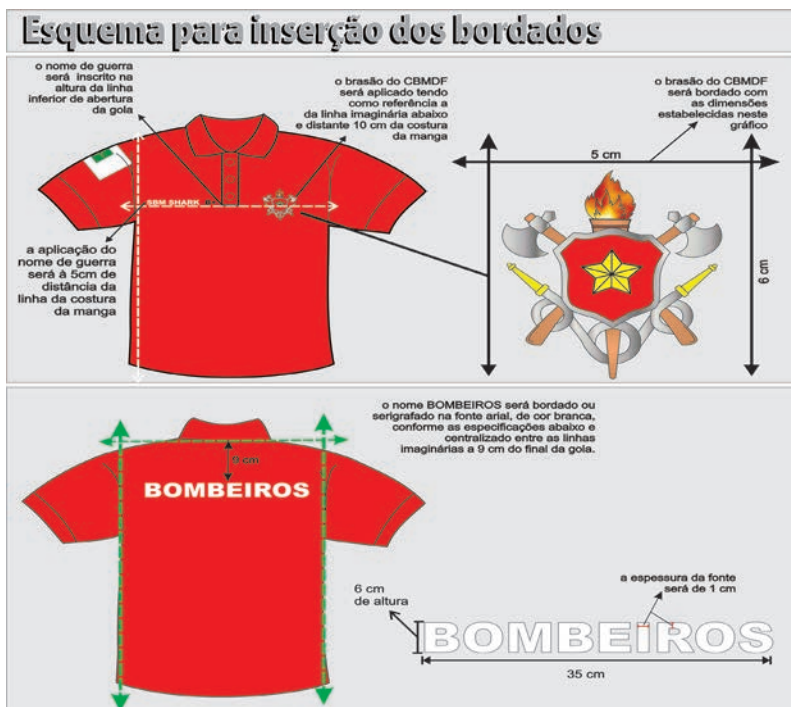 Esquema para inserção dos bordados
o nome de guerra
será inscrito na
altura da linha
inferior de abertura
da gola
o brasão do CBMDF
será aplicado tendo
como referência a
da linha imaginária abaixo
e distante 10 cm da costura
da manga
o brasão do CBMDF
será bordado com
as dimensões
estabelecidas neste
gráfico
5 cm
SBM SHARK
6 cm
a aplicação do
nome de guerra
será à 5cm de
distância da
linha da costura
da manga
o nome BOMBEIROS será bordado ou
serigrafado na fonte arial, de cor branca,
conforme as especificações abaixo e
centralizado entre as linhas
imaginárias a 9 cm do final da gola.
9 cm
BOMBEIROS
a espessura da fonte
será de 1 cm
6 cm
de altura
BOMBEIROS
35 cm